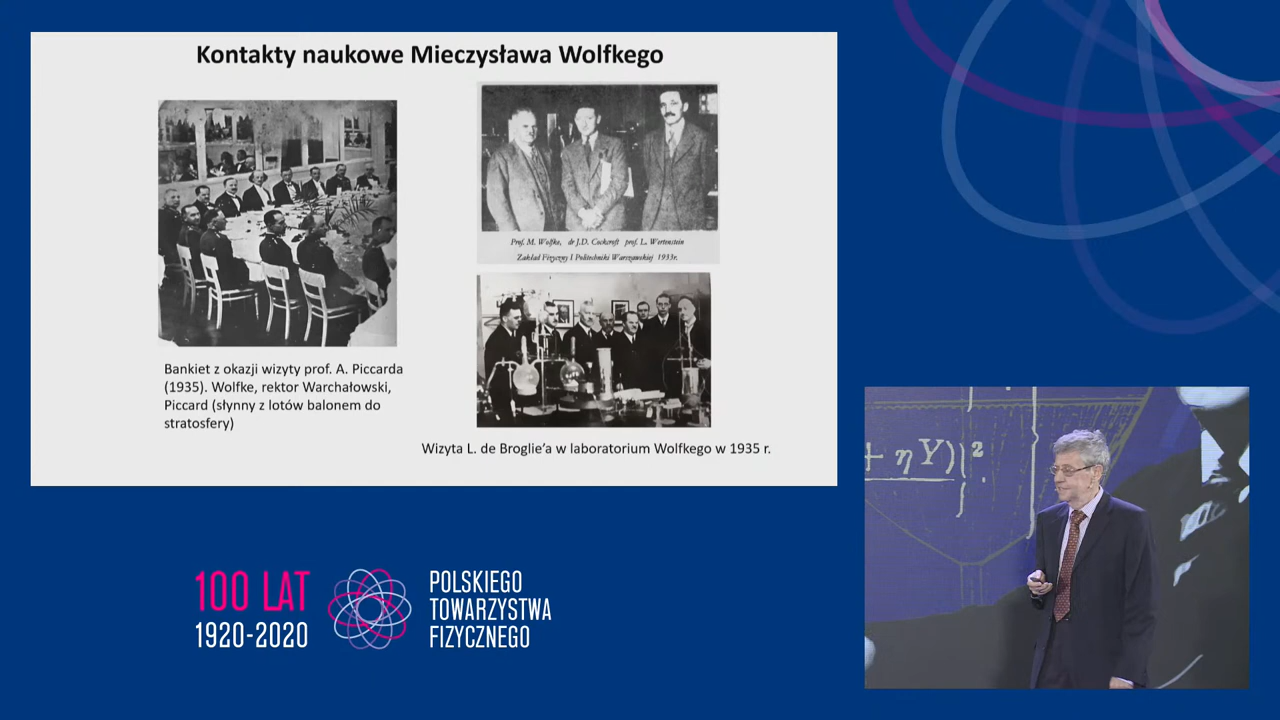 Kontakty naukowe Mieczysława Wolfkego
Prof. M. Wolfke, dr J.D. Cockcroft prof. L. Wertenstein
Zakład Fizyczny I Politechniki Warszawskiej 1933r.
Bankiet z okazji wizyty prof. A. Piccarda
(1935). Wolfke, rektor Warchałowski,
Piccard (słynny z lotów balonem do
stratosfery)
Wizyta L. de Broglie’a w laboratorium Wolfkego w 1935 r.
+ ηY)|².
100 LAT
1920-2020
POLSKIEGO
TOWARZYSTWA
FIZYCZNEGO